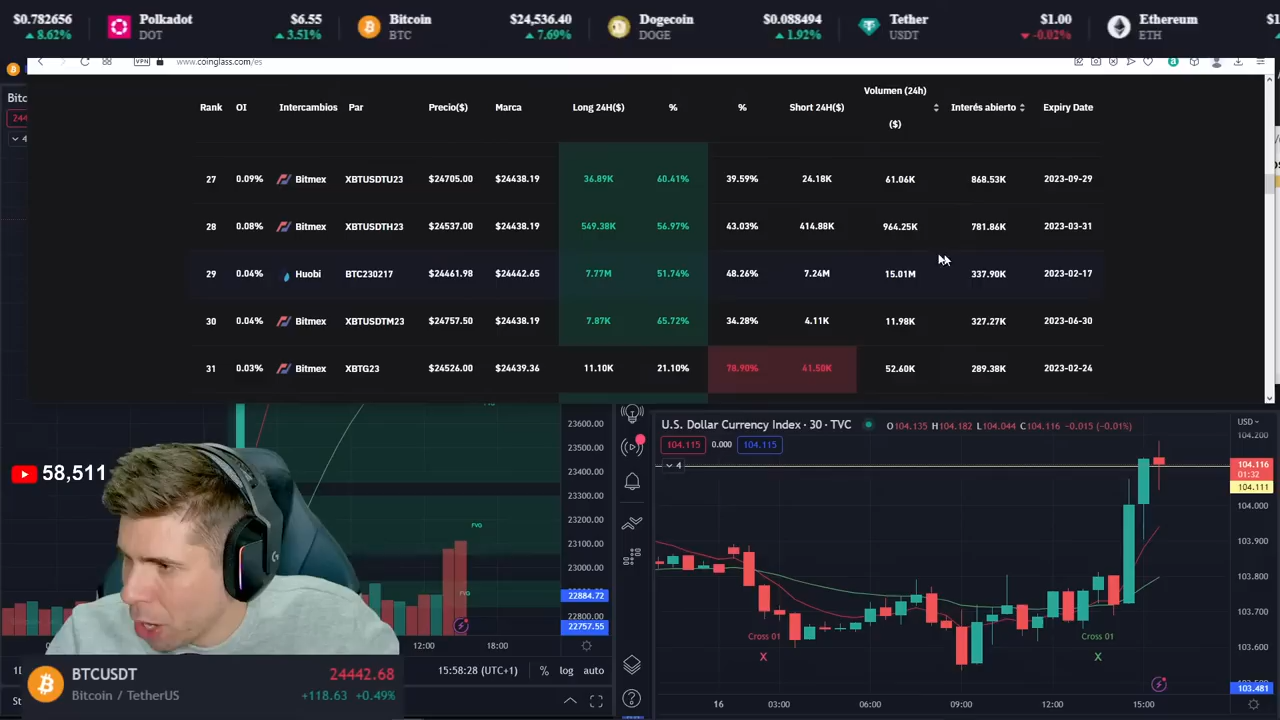 $0.782656 Polkadot $6.55 Bitcoin $24,536.40 Dogecoin $0.088494 Tether $1.00 Ethereum
8.62% DOT 3.51% BTC 7.69% DOGE 1.92% USDT -0.02% ETH
VPN www.coinglass.com/es
Bitc
244
4
Rank OI Intercambios Par Precio($) Marca Long 24H($) % % Short 24H($) Volumen (24h) ($) Interés abierto Expiry Date
27 0.09% Bitmex XBTUSDTU23 $24705.00 $24438.19 36.89K 60.41% 39.59% 24.18K 61.06K 868.53K 2023-09-29
28 0.08% Bitmex XBTUSDTH23 $24537.00 $24438.19 549.38K 56.97% 43.03% 414.88K 964.25K 781.86K 2023-03-31
29 0.04% Huobi BTC230217 $24461.98 $24442.65 7.77M 51.74% 48.26% 7.24M 15.01M 337.90K 2023-02-17
30 0.04% Bitmex XBTUSDTM23 $24757.50 $24438.19 7.87K 65.72% 34.28% 4.11K 11.98K 327.27K 2023-06-30
31 0.03% Bitmex XBTG23 $24526.00 $24439.36 11.10K 21.10% 78.90% 41.50K 52.60K 289.38K 2023-02-24
23600.00
23500.00
23400.00
23300.00
23200.00
23100.00
23000.00
22884.72
22800.00
22757.55
FVG
FVG
58,511
12:00 18:00
15:58:28 (UTC+1) % log auto
1D
St
BTCUSDT 24442.68
Bitcoin / TetherUS +118.63 +0.49%
U.S. Dollar Currency Index · 30 · TVC O104.135 H104.182 L104.044 C104.116 -0.015 (-0.01%)
104.115 0.000 104.115
4
USD
104.200
104.116
01:32
104.111
104.000
103.900
103.800
103.700
103.600
103.481
Cross 01
X
Cross 01
X
16 03:00 06:00 09:00 12:00 15:00